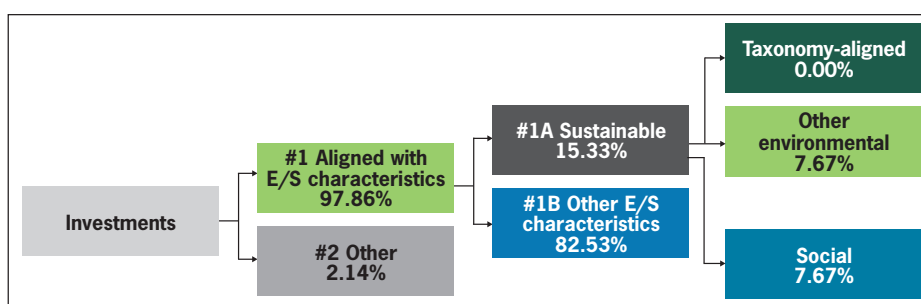 Investments
#1 Aligned with
E/S characteristics
97.86%
#2 Other
2.14%
#1A Sustainable
15.33%
#1B Other E/S
characteristics
82.53%
Taxonomy-aligned
0.00%
Other
environmental
7.67%
Social
7.67%